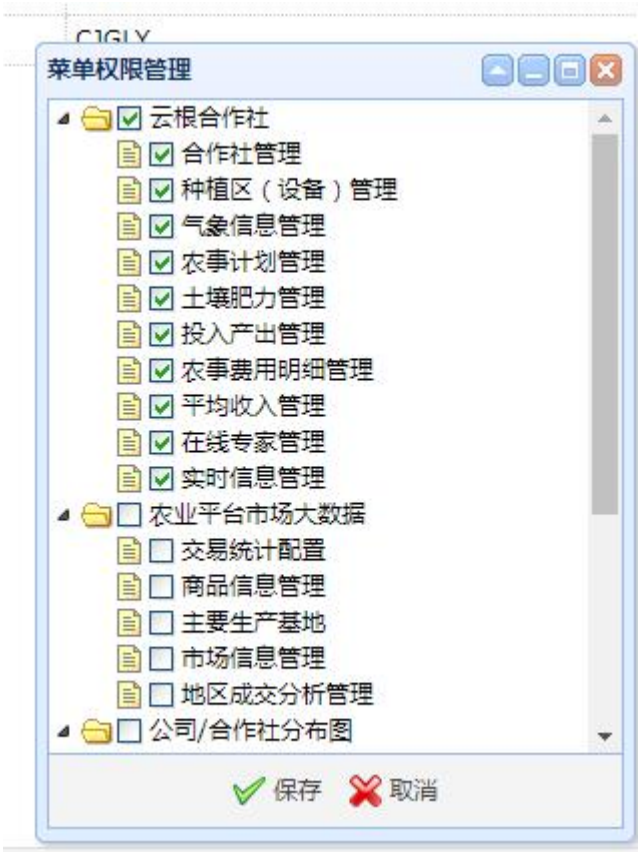 CJGLY
菜单权限管理
云根合作社
合作社管理
种植区（设备）管理
气象信息管理
农事计划管理
土壤肥力管理
投入产出管理
农事费用明细管理
平均收入管理
在线专家管理
实时信息管理
农业平台市场大数据
交易统计配置
商品信息管理
主要生产基地
市场信息管理
地区成交分析管理
公司/合作社分布图
保存 取消